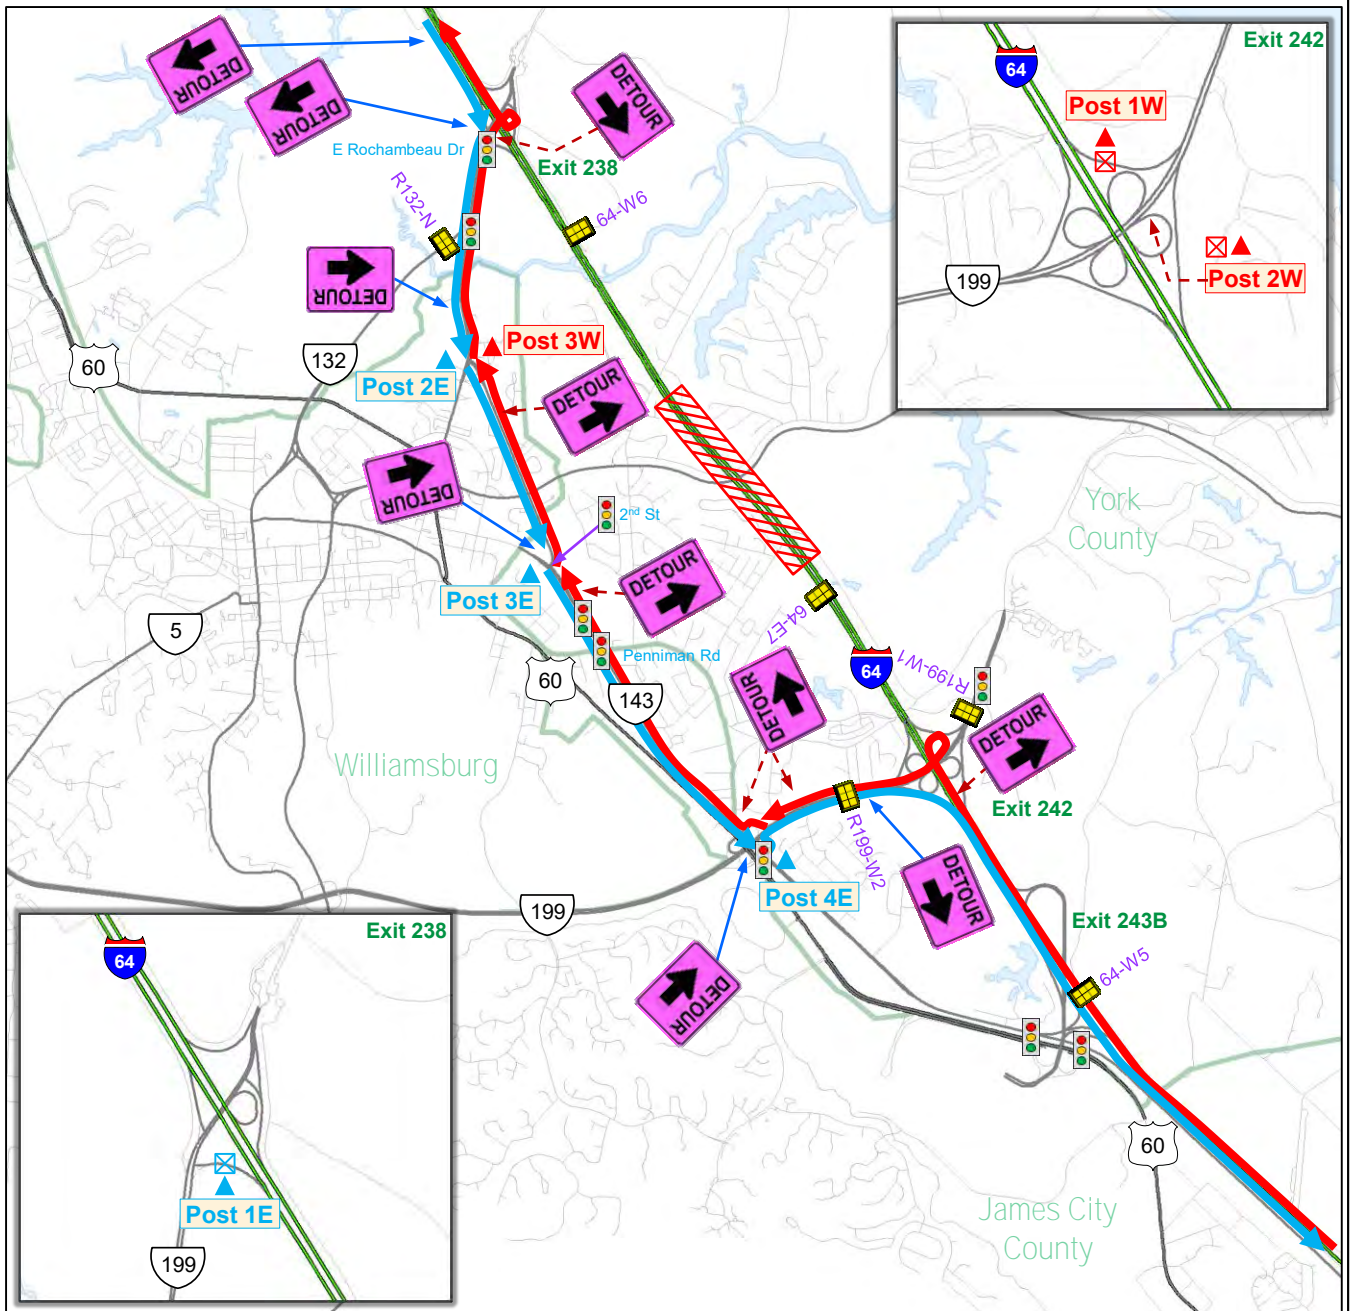 DETOUR
DETOUR
DETOUR
E Rochambeau Dr
Exit 238
R132-N
64-W6
DETOUR
132
60
Post 3W
Post 2E
DETOUR
DETOUR
2nd St
DETOUR
Post 3E
Penniman Rd
5
60
143
DETOUR
64-E7
64
R199-W1
DETOUR
York
County
Williamsburg
Exit 242
R199-W2
DETOUR
Post 4E
199
DETOUR
Exit 243B
64-W5
60
James City
County
Exit 242
64
Post 1W
199
Post 2W
Exit 238
64
Post 1E
199